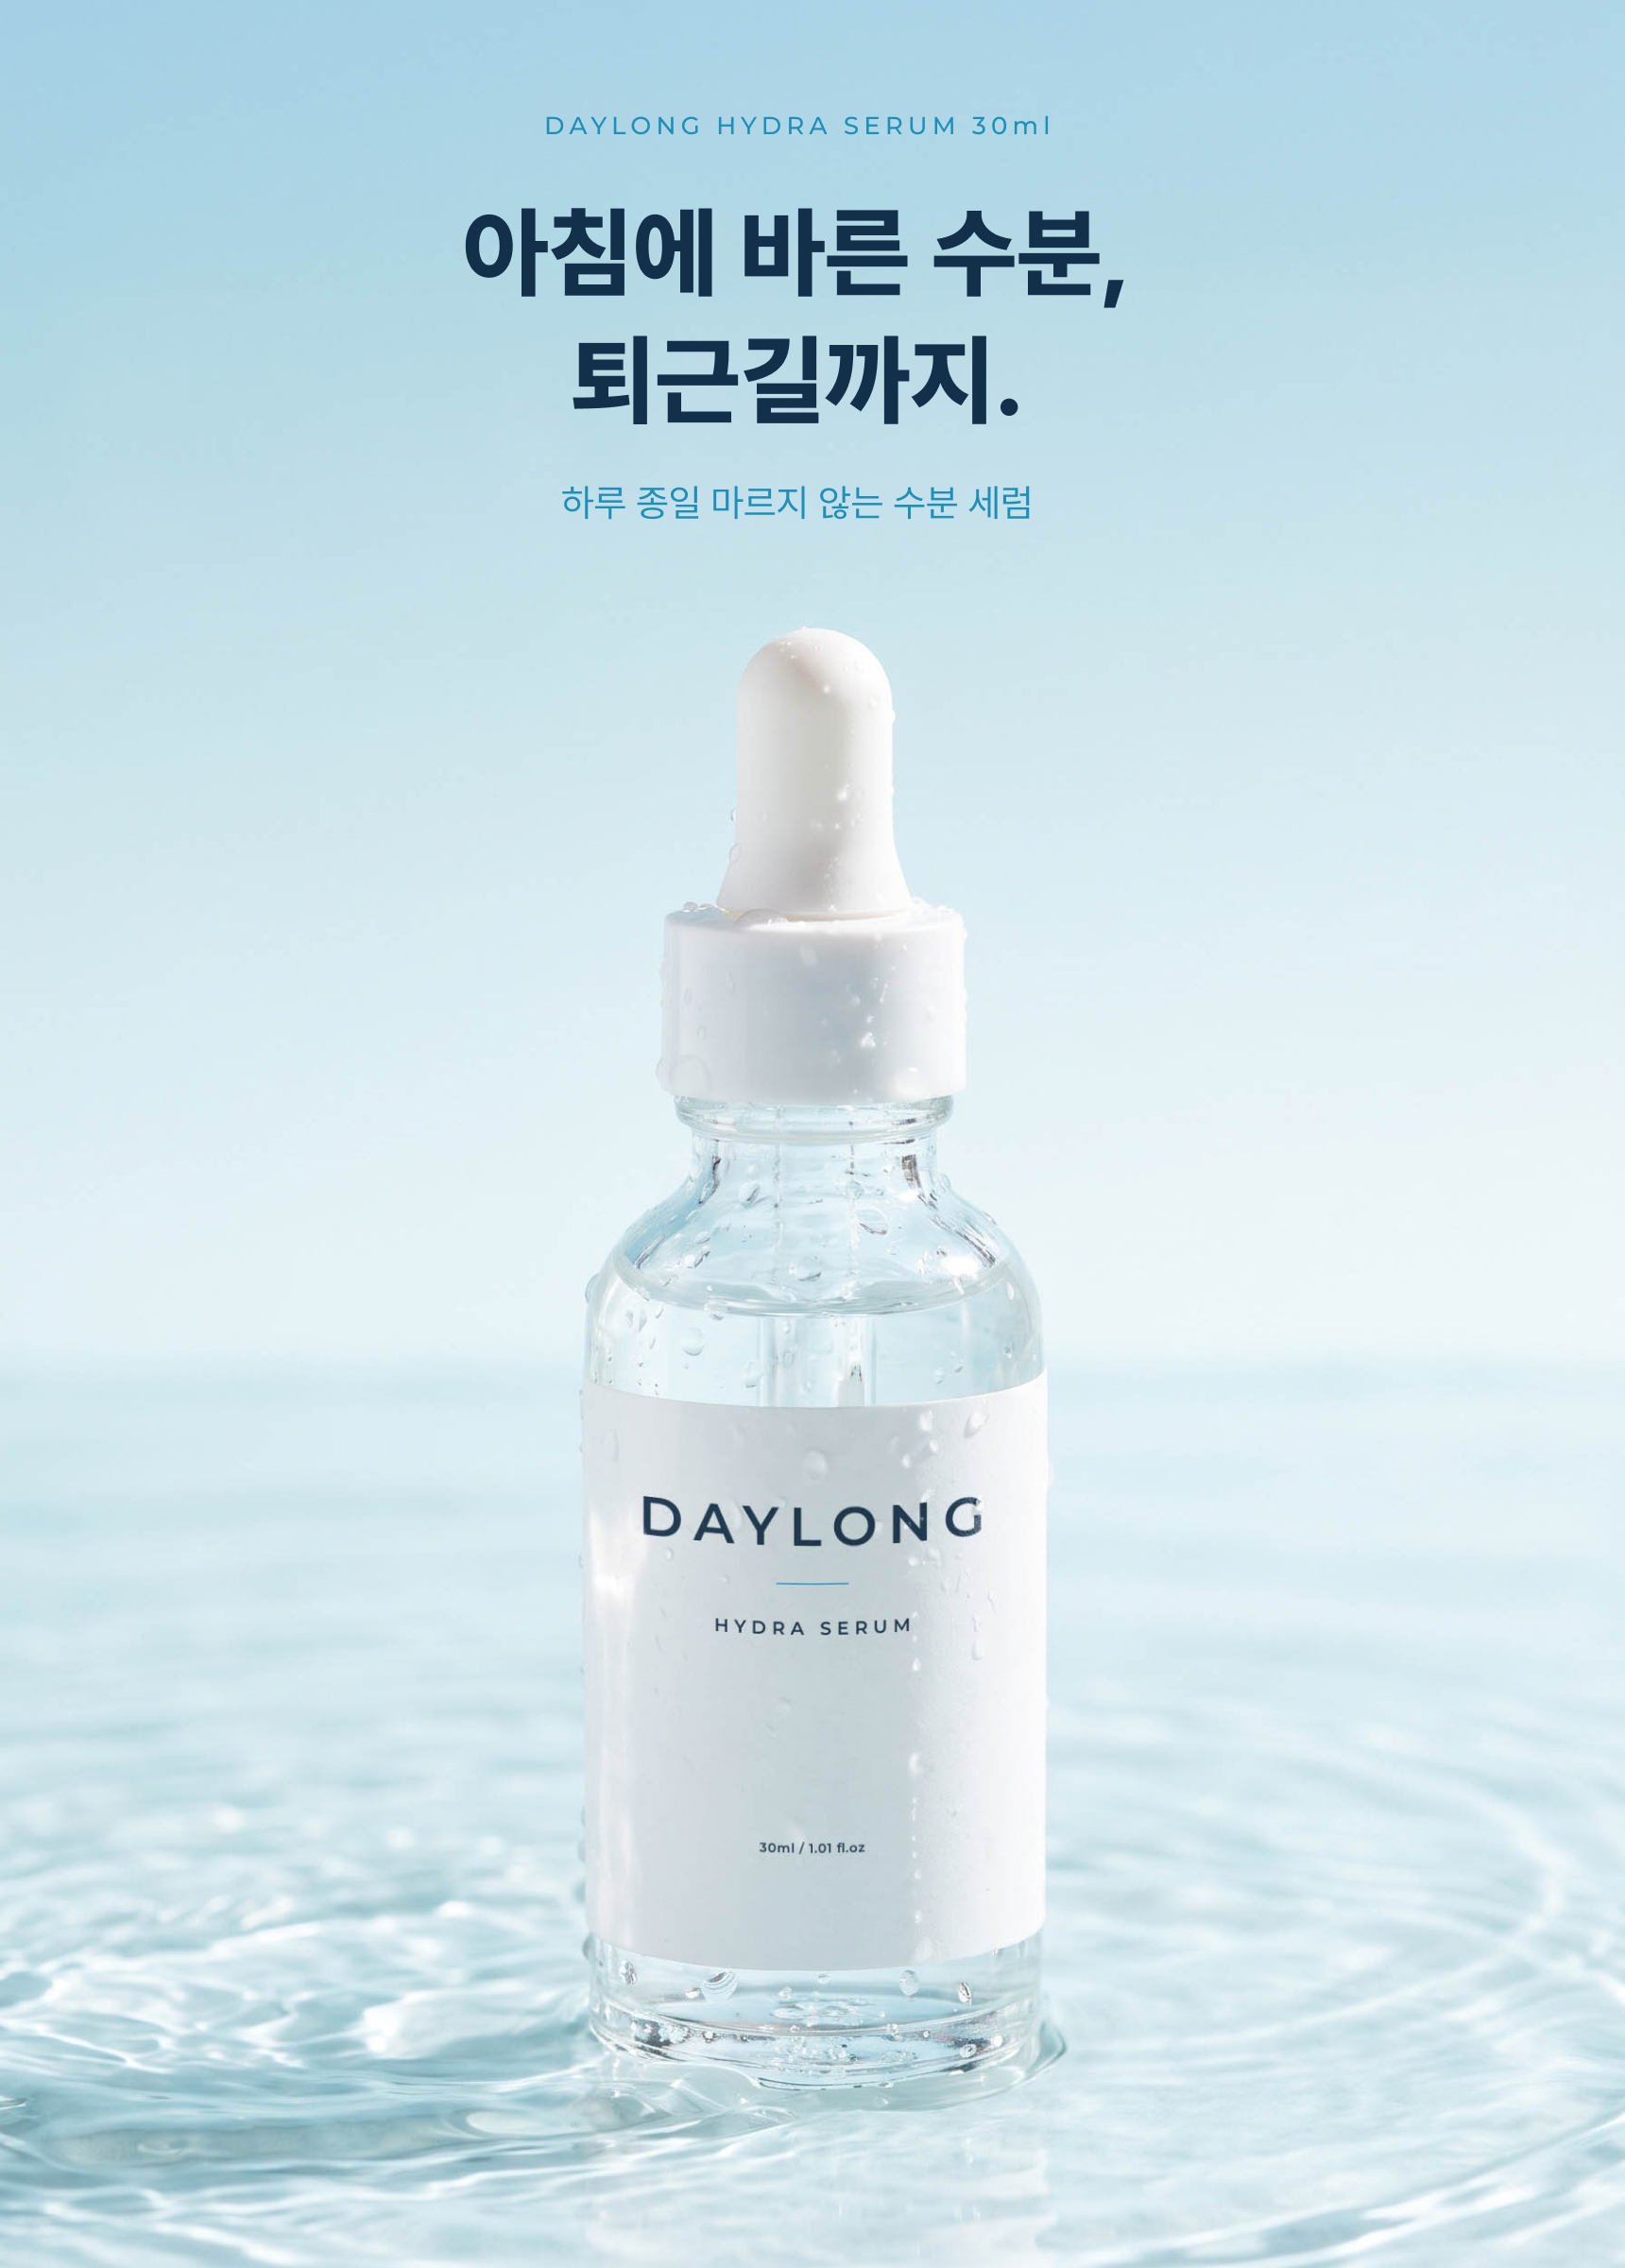 DAYLONG HYDRA SERUM 30ml
아침에 바른 수분,
퇴근길까지.
하루 종일 마르지 않는 수분 세럼
DAYLONG
HYDRA SERUM
30ml / 1.01 fl.oz